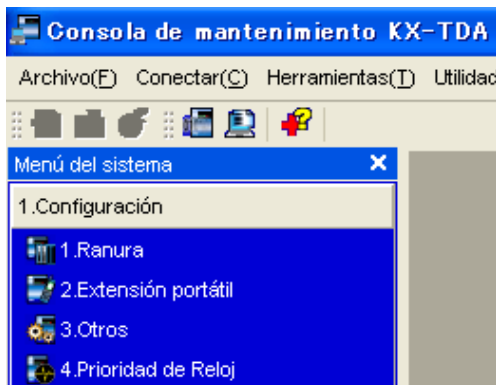 Consola de mantenimiento KX-TDA
Archivo(F) Conectar(C) Herramientas(T) Utilidad
Menú del sistema
1.Configuración
1.Ranura
2.Extensión portátil
3.Otros
4.Prioridad de Reloj